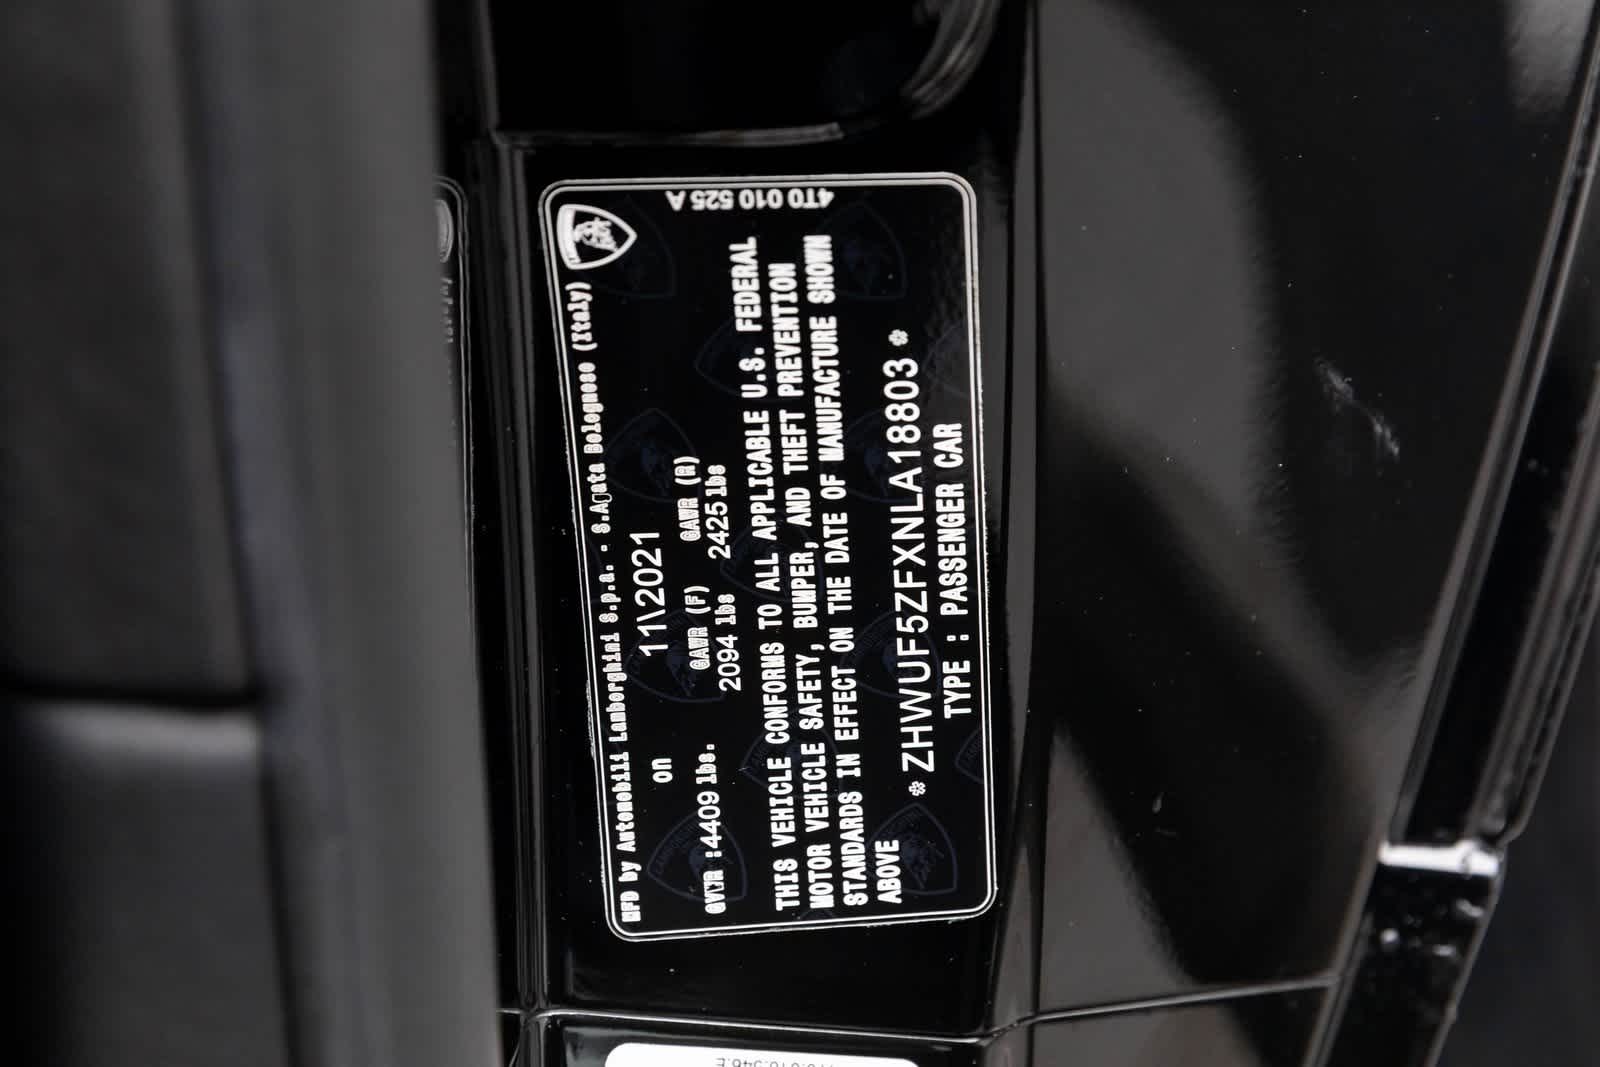 4T0 010 525 A
MFD by Automobili Lamborghini S.p.a. - S.Agata Bolognese (Italy)
on 11\2021
GAWR (F) GAWR (R)
GVWR :4409 lbs. 2094 lbs 2425 lbs
THIS VEHICLE CONFORMS TO ALL APPLICABLE U.S. FEDERAL
MOTOR VEHICLE SAFETY, BUMPER, AND THEFT PREVENTION
STANDARDS IN EFFECT ON THE DATE OF MANUFACTURE SHOWN
ABOVE
* ZHWUF5ZFXNLA18803 *
TYPE : PASSENGER CAR